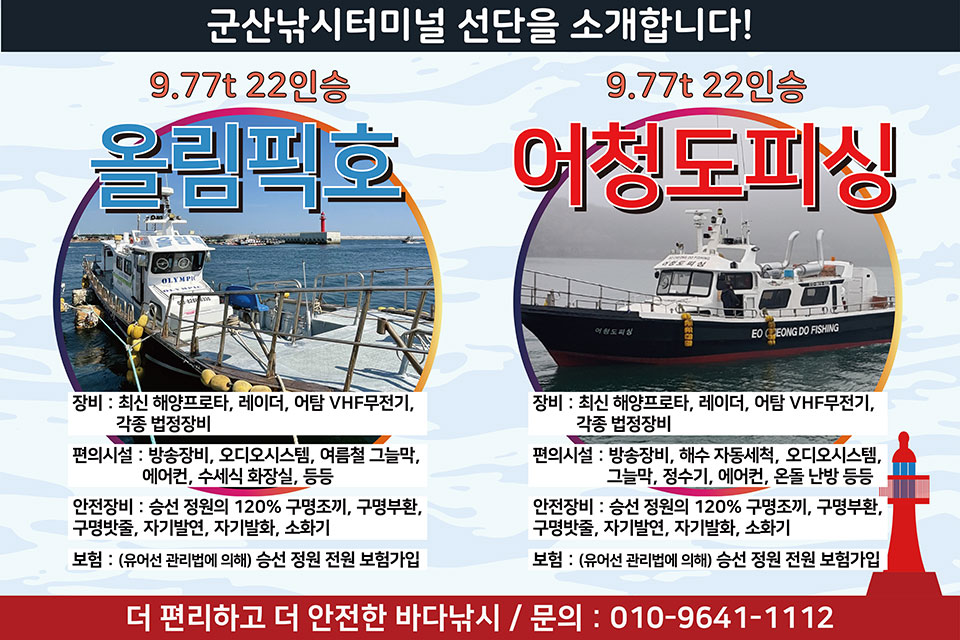 군산낚시터미널 선단을 소개합니다!
9.77t 22인승
올림픽호
OLYMPIC
장비 : 최신 해양프로타, 레이더, 어탐 VHF무전기,
각종 법정장비
편의시설 : 방송장비, 오디오시스템, 여름철 그늘막,
에어컨, 수세식 화장실, 등등
안전장비 : 승선 정원의 120% 구명조끼, 구명부환,
구명밧줄, 자기발연, 자기발화, 소화기
보험 : (유어선 관리법에 의해) 승선 정원 전원 보험가입
9.77t 22인승
어청도피싱
EO CHEONG DO FISHING
어청도피싱
어청도피싱
EO CHEONG DO FISHING
장비 : 최신 해양프로타, 레이더, 어탐 VHF무전기,
각종 법정장비
편의시설 : 방송장비, 해수 자동세척, 오디오시스템,
그늘막, 정수기, 에어컨, 온돌 난방 등등
안전장비 : 승선 정원의 120% 구명조끼, 구명부환,
구명밧줄, 자기발연, 자기발화, 소화기
보험 : (유어선 관리법에 의해) 승선 정원 전원 보험가입
더 편리하고 더 안전한 바다낚시 / 문의 : 010-9641-1112